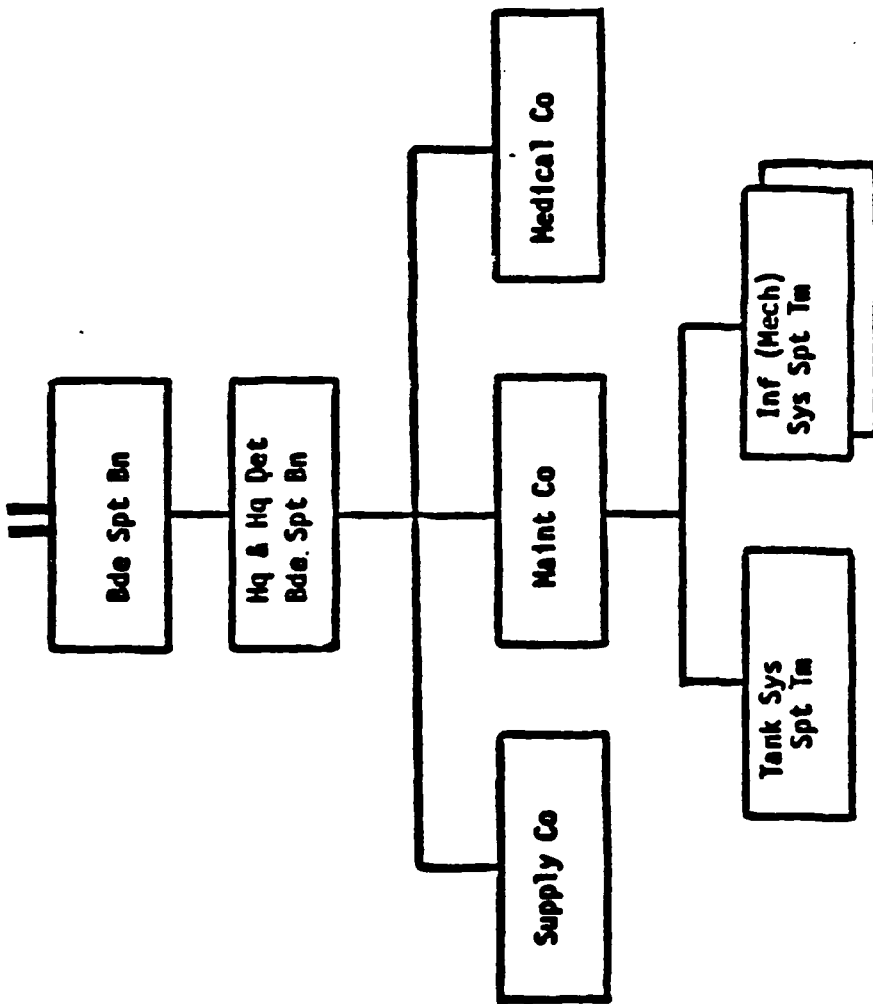 Bde Spt Bn
Hq & Hq Det
Bde. Spt Bn
Supply Co
Maint Co
Medical Co
Tank Sys
Spt Tm
Inf (Mech)
Sys Spt Tm